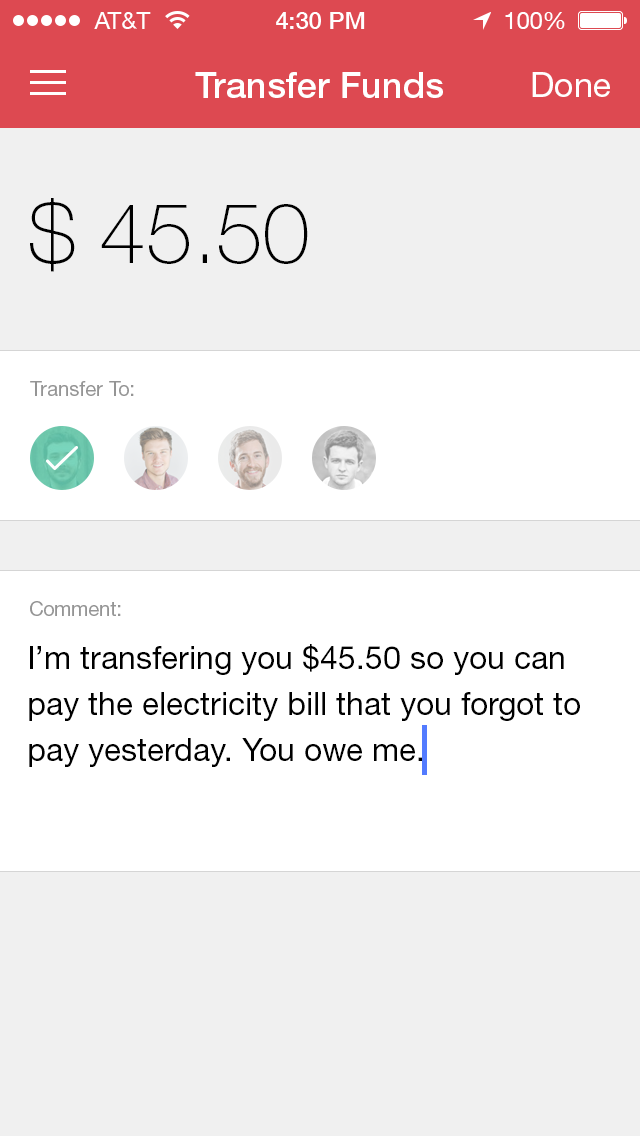 AT&T 4:30 PM 100%
Transfer Funds Done
$ 45.50
Transfer To:
Comment:
I’m transfering you $45.50 so you can
pay the electricity bill that you forgot to
pay yesterday. You owe me.